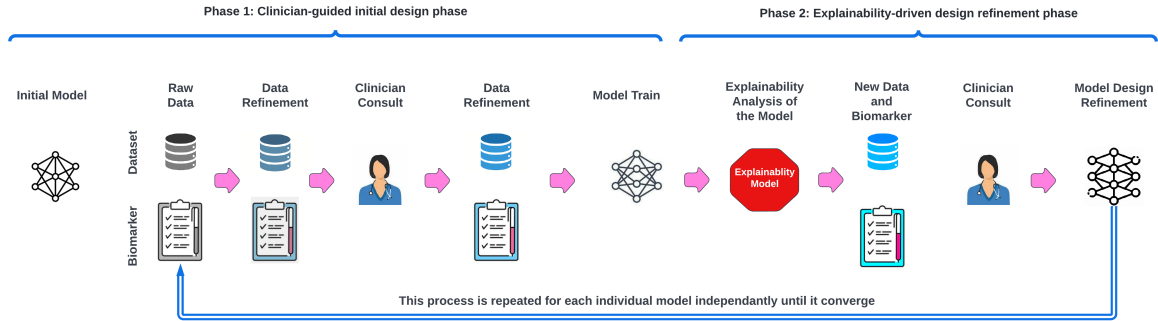 Phase 1: Clinician-guided initial design phase
Phase 2: Explainability-driven design refinement phase
Initial Model
Raw
Data
Data
Refinement
Clinician
Consult
Data
Refinement
Model Train
Explainability
Analysis of
the Model
New Data
and
Biomarker
Clinician
Consult
Model Design
Refinement
Dataset
Biomarker
Explainablity
Model
This process is repeated for each individual model independantly until it converge